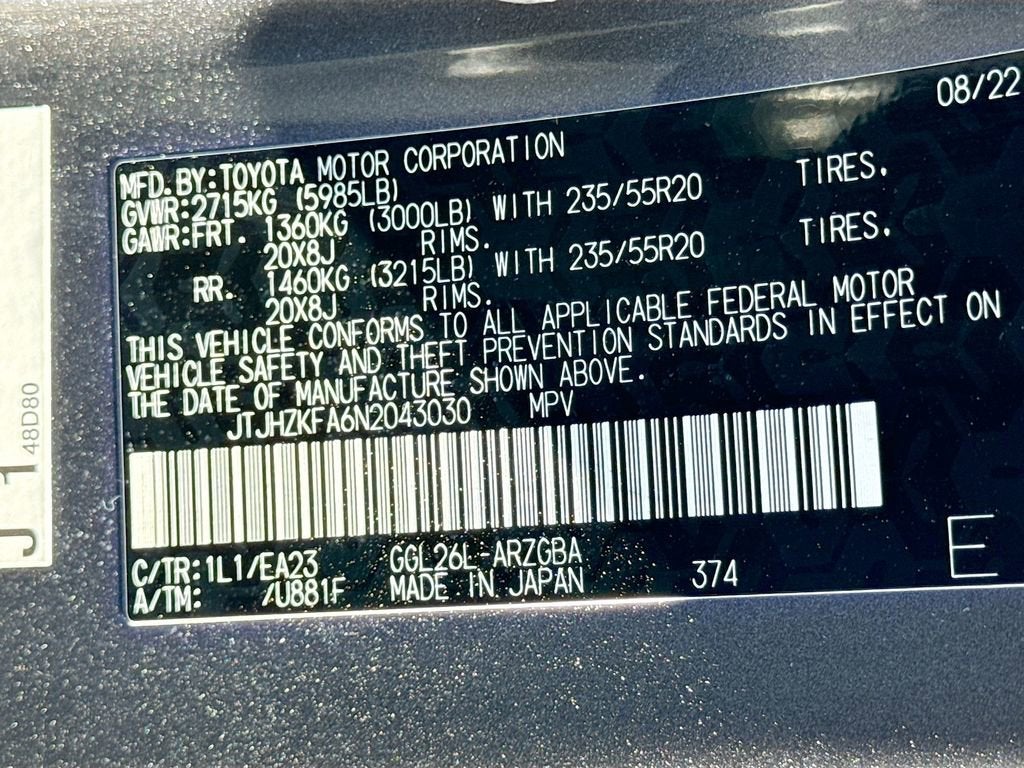 08/22
MFD.BY:TOYOTA MOTOR CORPORATION
GVWR:2715KG (5985LB)
GAWR:FRT. 1360KG (3000LB) WITH 235/55R20 TIRES.
20X8J RIMS.
RR. 1460KG (3215LB) WITH 235/55R20 TIRES.
20X8J RIMS.
THIS VEHICLE CONFORMS TO ALL APPLICABLE FEDERAL MOTOR
VEHICLE SAFETY AND THEFT PREVENTION STANDARDS IN EFFECT ON
THE DATE OF MANUFACTURE SHOWN ABOVE.
JTJHZKFA6N2043030 MPV
C/TR:1L1/EA23 GGL26L-ARZGBA
A/TM: /U881F MADE IN JAPAN 374
E
J 1
48D80